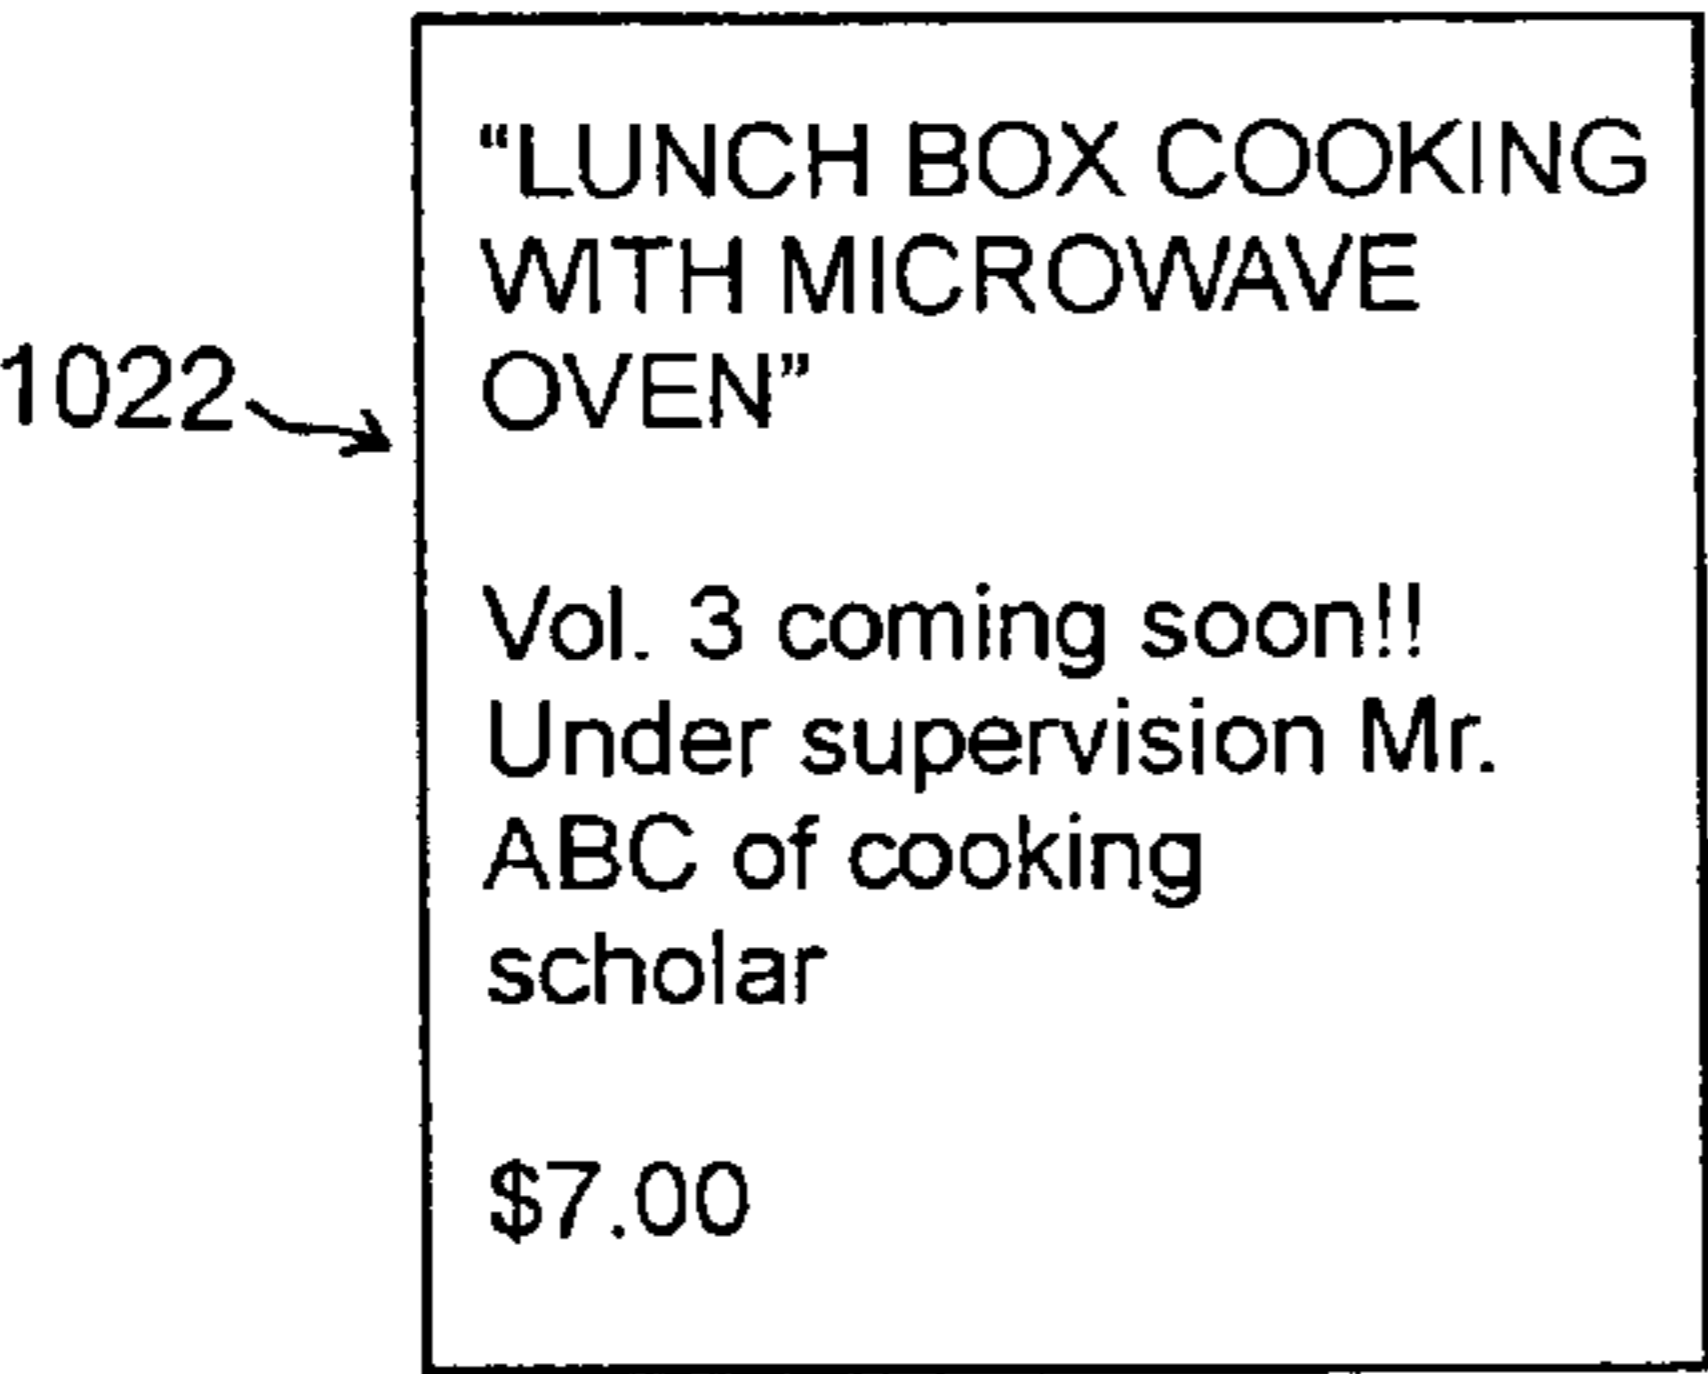 "LUNCH BOX COOKING
WITH MICROWAVE
1022
OVEN”
Vol. 3 coming soon!!
Under supervision Mr.
ABC of cooking
scholar
$7.00